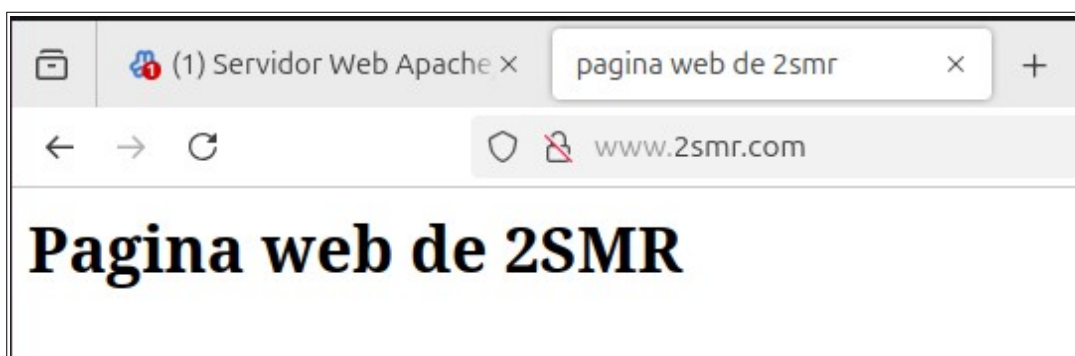 (1) Servidor Web Apache
pagina web de 2smr
www.2smr.com
Pagina web de 2SMR